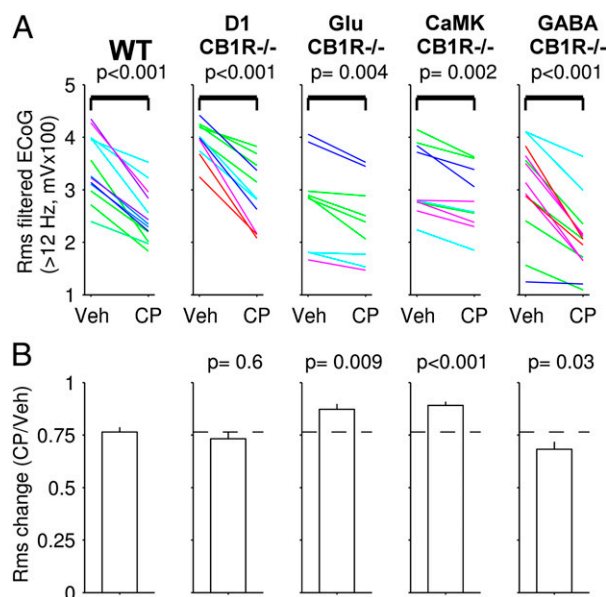 A
WT
D1 CB1R-/-
Glu CB1R-/-
CaMK CB1R-/-
GABA CB1R-/-
p<0.001
p<0.001
p= 0.004
p= 0.002
p<0.001
Rms filtered ECoG
(>12 Hz, mVx100)
5
4
3
2
1
Veh CP
Veh CP
Veh CP
Veh CP
Veh CP
B
p= 0.6
p= 0.009
p<0.001
p= 0.03
Rms change (CP/Veh)
1
0.75
0.5
0.25
0